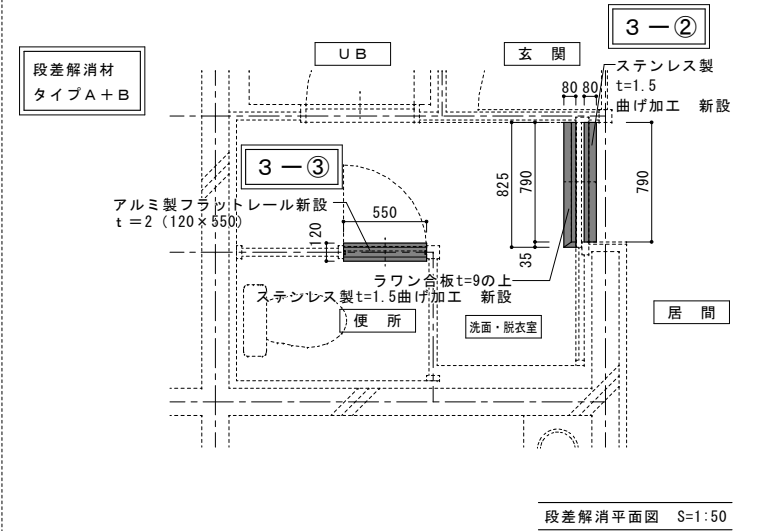 ３－②
ＵＢ
玄　関
段差解消材
タイプＡ＋Ｂ
ステンレス製
t=1.5
曲げ加工　新設
80
80
３－③
825
790
790
アルミ製フラットレール新設
ｔ＝2（120×550）
550
120
35
ラワン合板t=9の上
ステンレス製t=1.5曲げ加工　新設
便　所
洗面・脱衣室
居　間
段差解消平面図　S=1:50